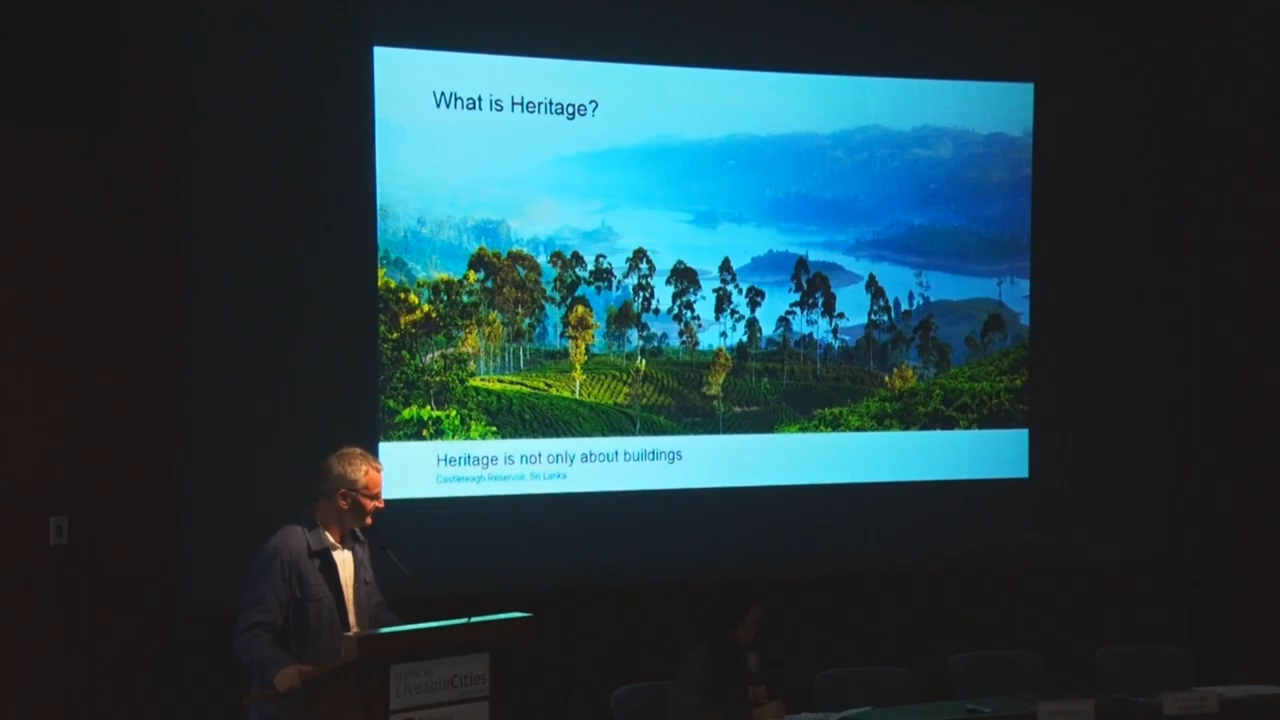 What is Heritage?
Heritage is not only about buildings
Castlereagh Reservoir, Sri Lanka
LiveableCities